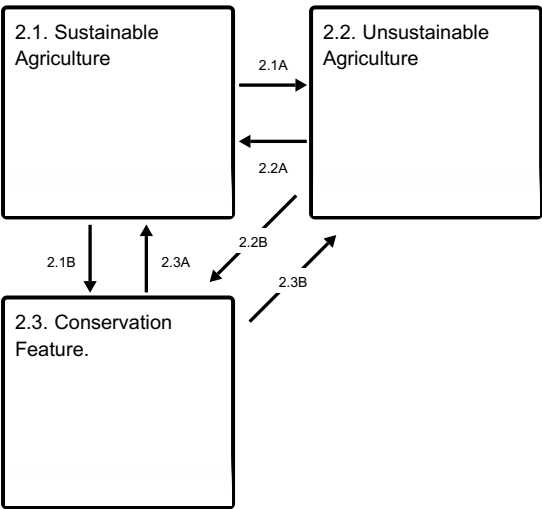 2.1. Sustainable
Agriculture
2.2. Unsustainable
Agriculture
2.1A
2.2A
2.2B
2.1B
2.3A
2.3B
2.3. Conservation
Feature.